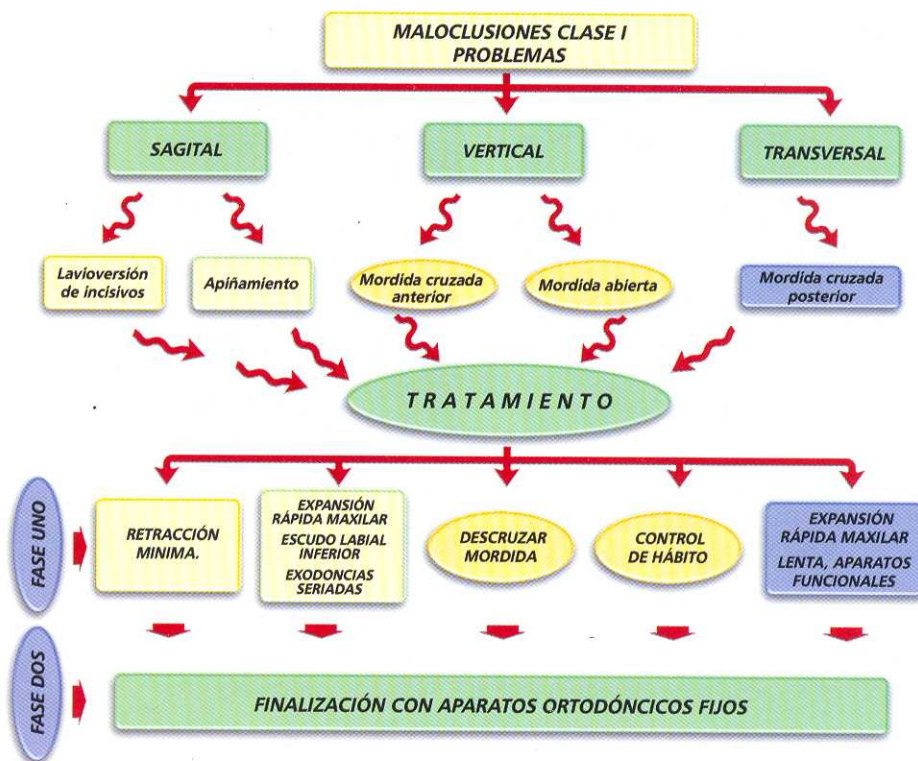 MALOCLUSIONES CLASE I
PROBLEMAS
SAGITAL
VERTICAL
TRANSVERSAL
Lavioversión
de incisivos
Apiñamiento
Mordida cruzada
anterior
Mordida abierta
Mordida cruzada
posterior
TRATAMIENTO
FASE UNO
RETRACCIÓN
MINIMA.
EXPANSIÓN
RÁPIDA MAXILAR
ESCUDO LABIAL
INFERIOR
EXODONCIAS
SERIADAS
DESCRUZAR
MORDIDA
CONTROL
DE HÁBITO
EXPANSIÓN
RÁPIDA MAXILAR
LENTA, APARATOS
FUNCIONALES
FASE DOS
FINALIZACIÓN CON APARATOS ORTODÓNCICOS FIJOS